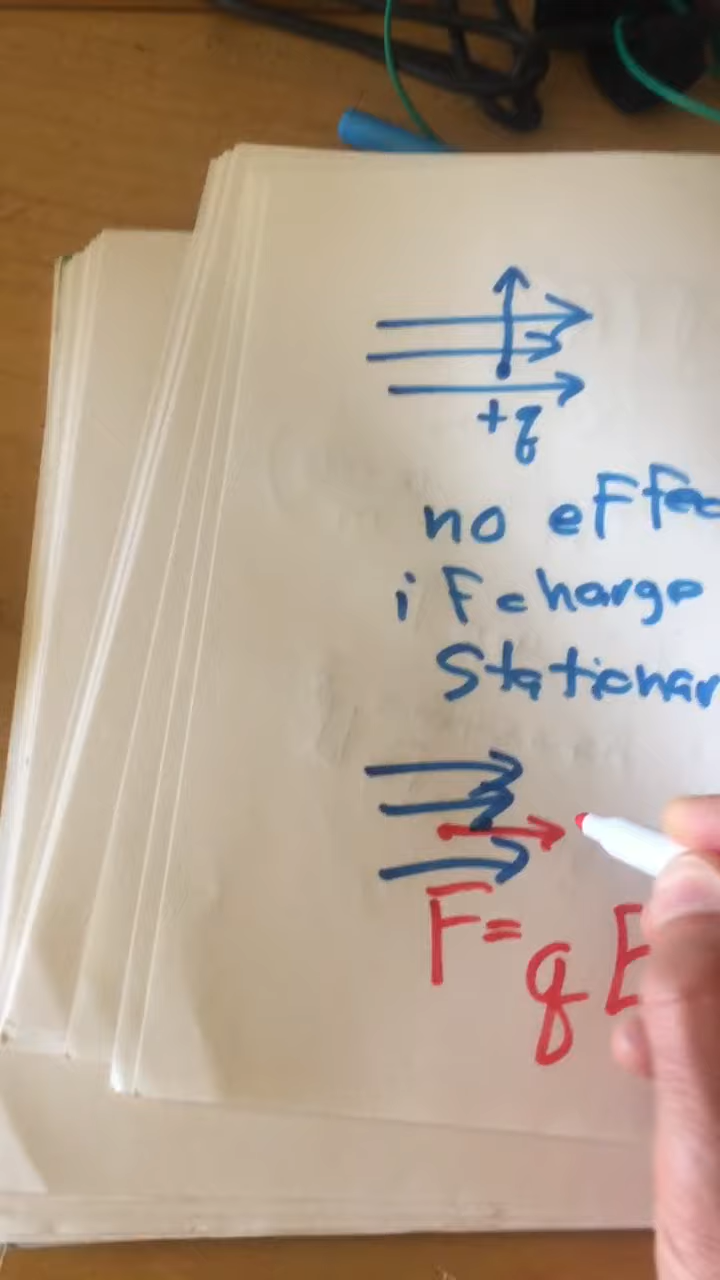 +q
no effec
if charge
Stationar
F = qE